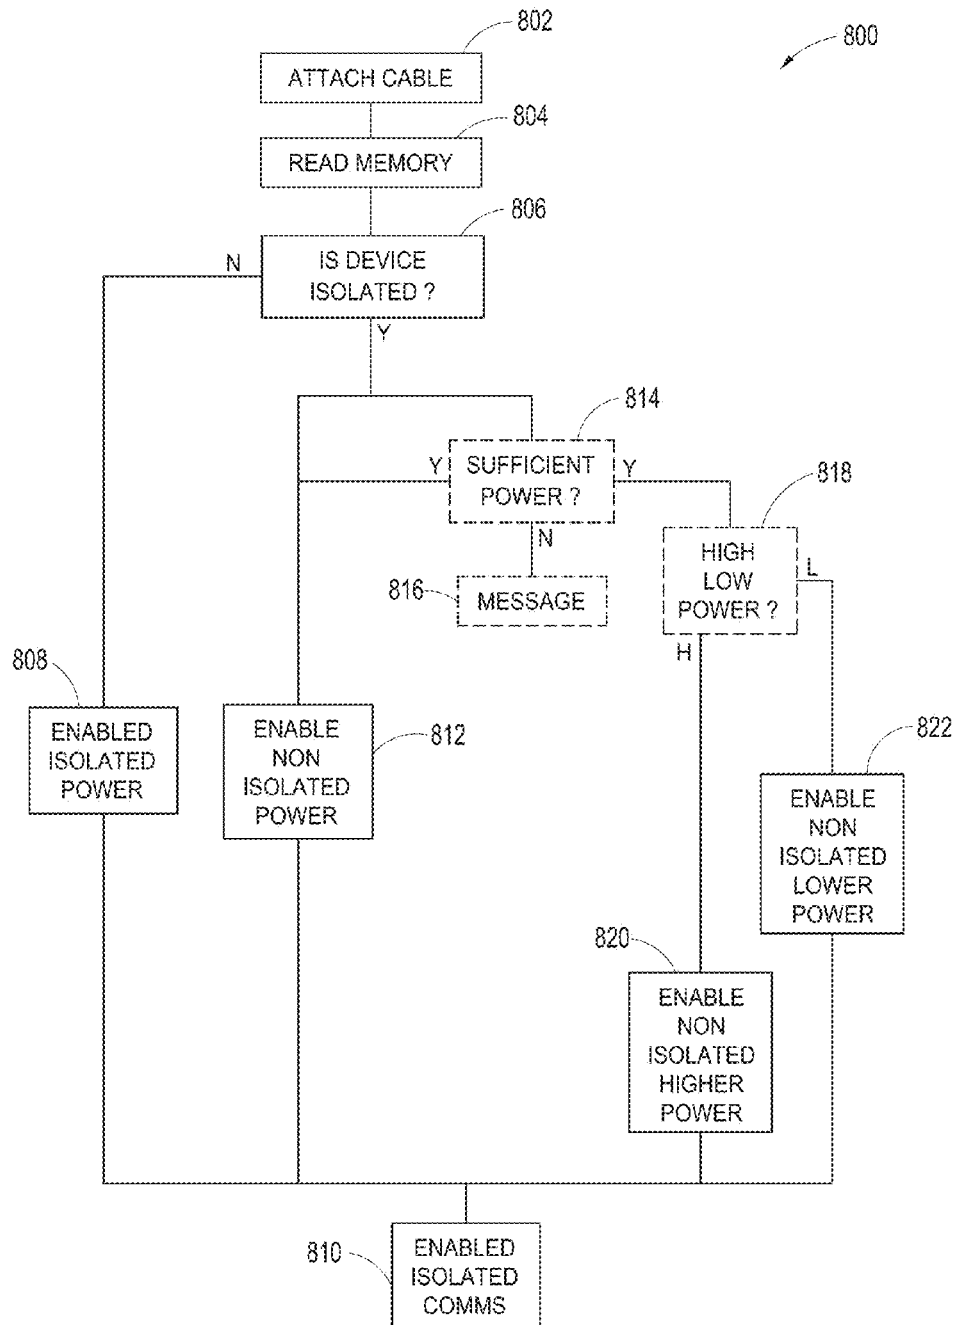 802
800
ATTACH CABLE
804
READ MEMORY
806
N
IS DEVICE
ISOLATED ?
Y
814
Y
SUFFICIENT
POWER ?
Y
818
N
HIGH
LOW
POWER ?
L
816
MESSAGE
H
808
ENABLED
ISOLATED
POWER
ENABLE
NON
ISOLATED
POWER
812
822
ENABLE
NON
ISOLATED
LOWER
POWER
820
ENABLE
NON
ISOLATED
HIGHER
POWER
810
ENABLED
ISOLATED
COMMS